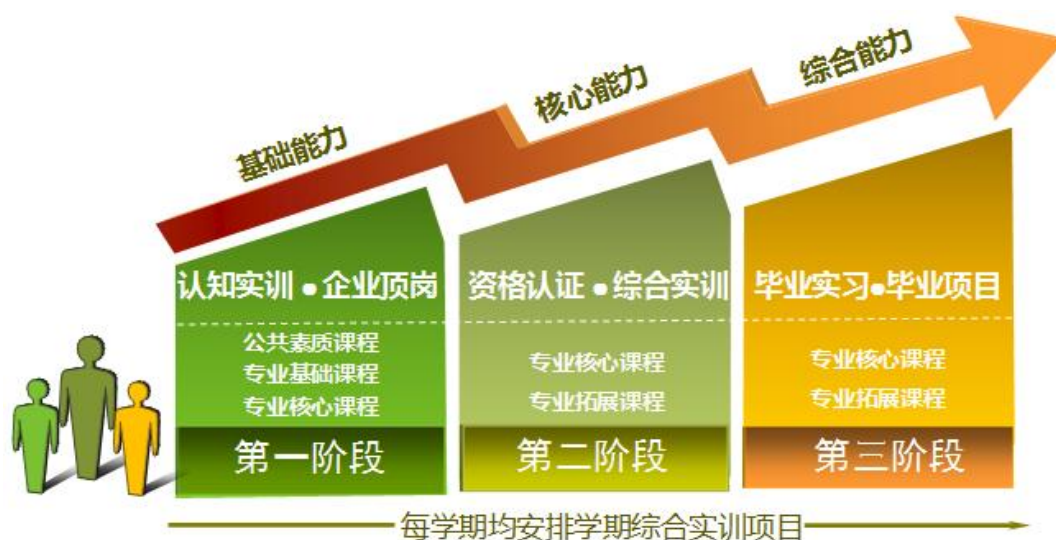 基础能力
核心能力
综合能力
认知实训•企业顶岗
公共素质课程
专业基础课程
专业核心课程
第一阶段
资格认证•综合实训
专业核心课程
专业拓展课程
第二阶段
毕业实习•毕业项目
专业核心课程
专业拓展课程
第三阶段
每学期均安排学期综合实训项目